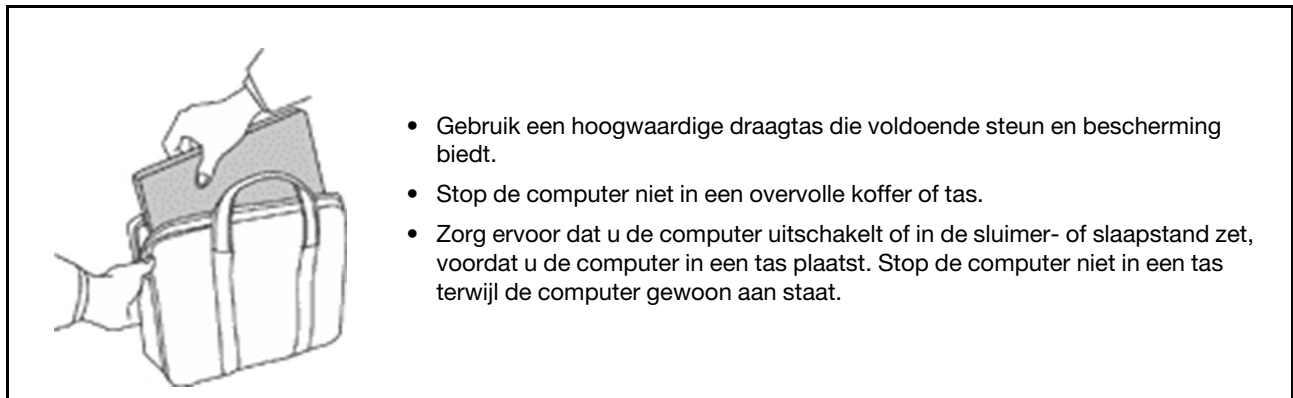 • Gebruik een hoogwaardige draagtas die voldoende steun en bescherming
biedt.
• Stop de computer niet in een overvolle koffer of tas.
• Zorg ervoor dat u de computer uitschakelt of in de sluimer- of slaapstand zet,
voordat u de computer in een tas plaatst. Stop de computer niet in een tas
terwijl de computer gewoon aan staat.